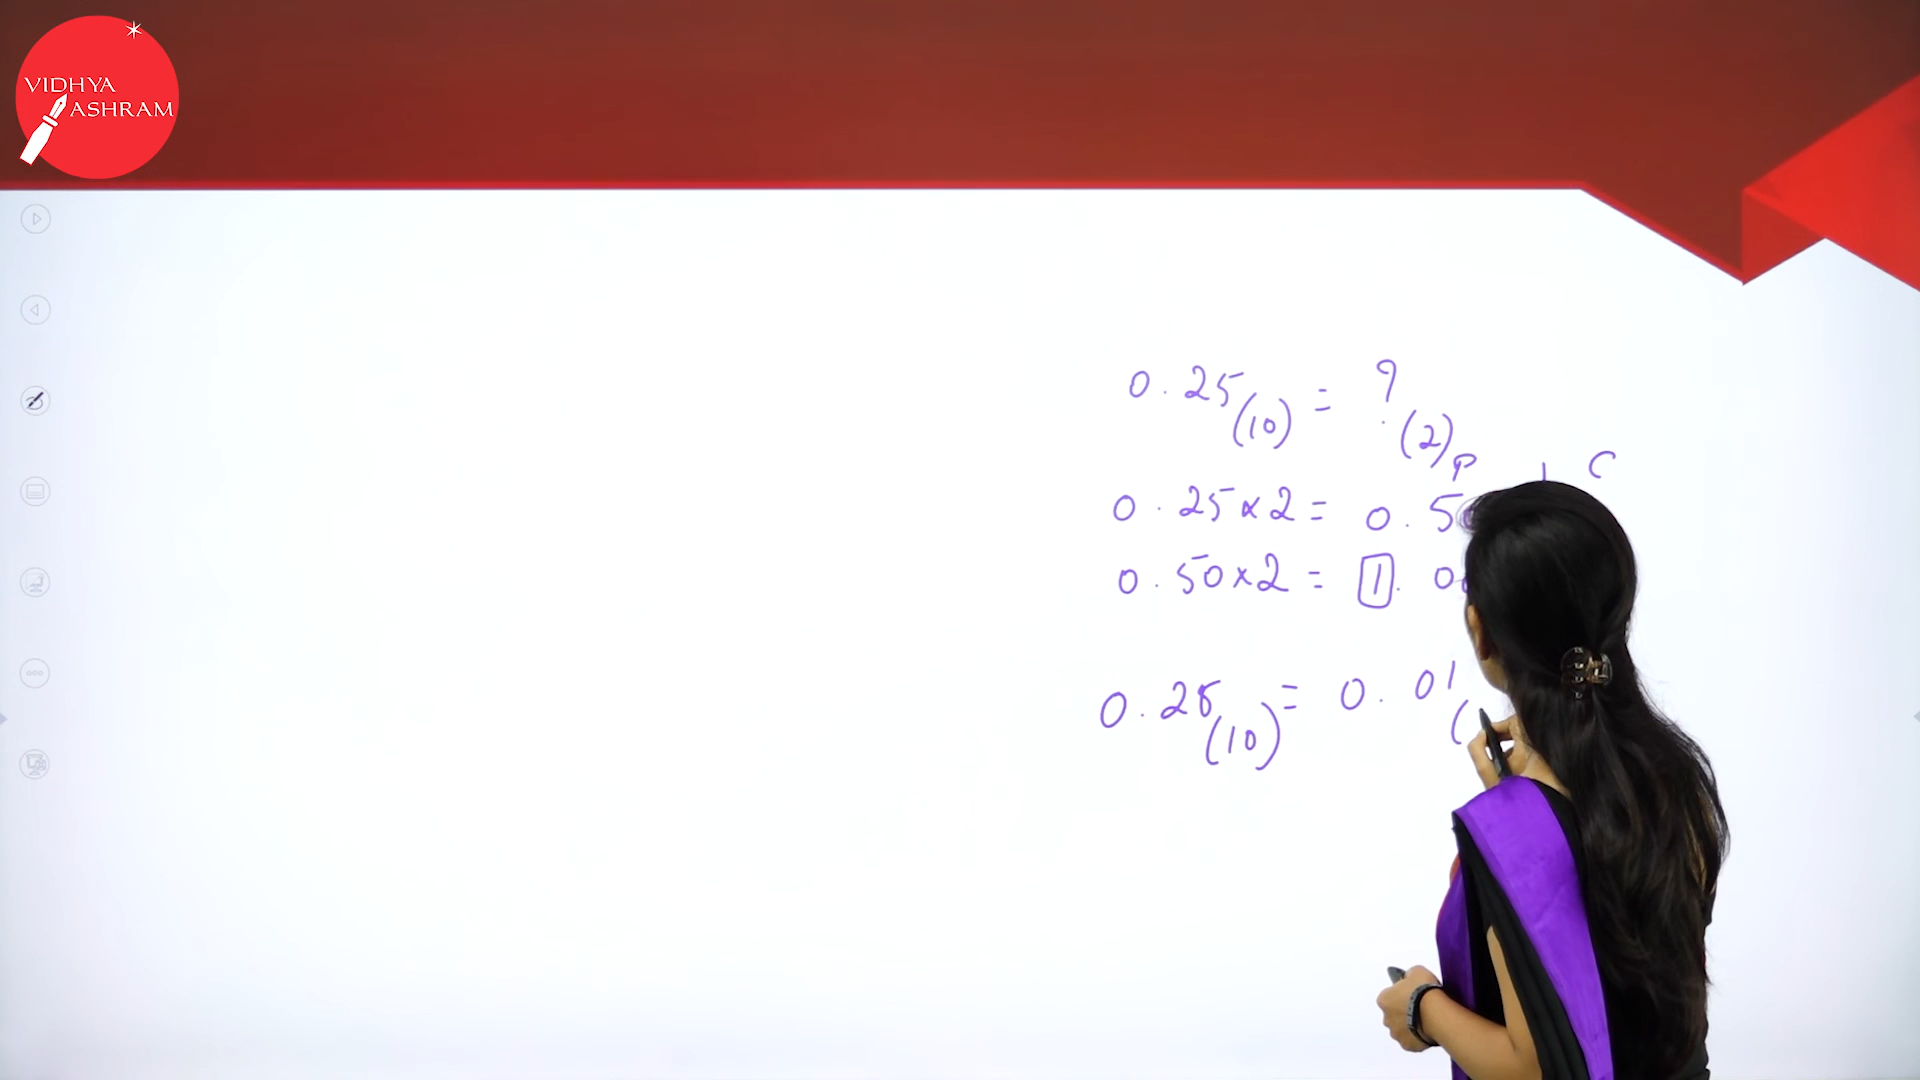 VIDHYA
ASHRAM
0.25(10) = ?(2)
P C
0.25×2= 0.5
0.50×2= 1.0
0.25(10)= 0.01(